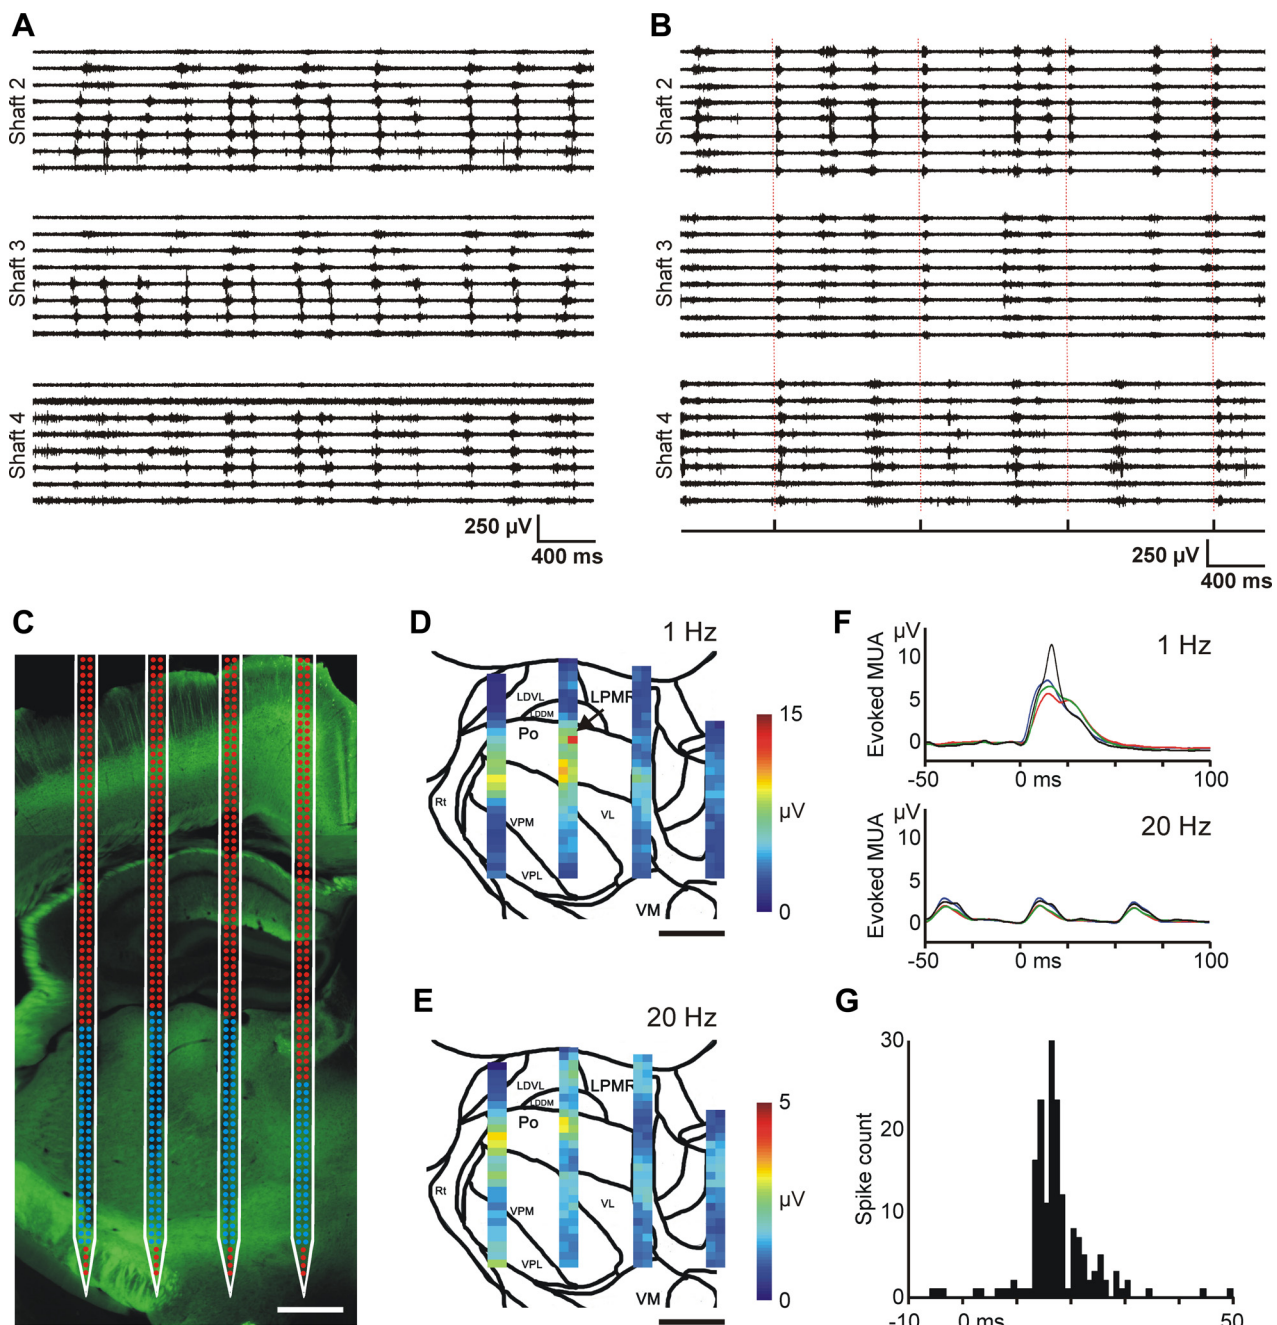 A
Shaft 2
Shaft 3
Shaft 4
250 µV
400 ms
B
Shaft 2
Shaft 3
Shaft 4
250 µV
400 ms
C
D
1 Hz
LDVL
LPMR
LDDM
Po
Rt
VPM
VL
VPL
VM
15
µV
0
E
20 Hz
LDVL
LPMR
LDDM
Po
Rt
VPM
VL
VPL
VM
5
µV
0
F
µV
1 Hz
10
5
0
Evoked MUA
-50
0 ms
100
µV
20 Hz
10
5
0
Evoked MUA
-50
0 ms
100
G
30
20
10
0
Spike count
-10
0 ms
50